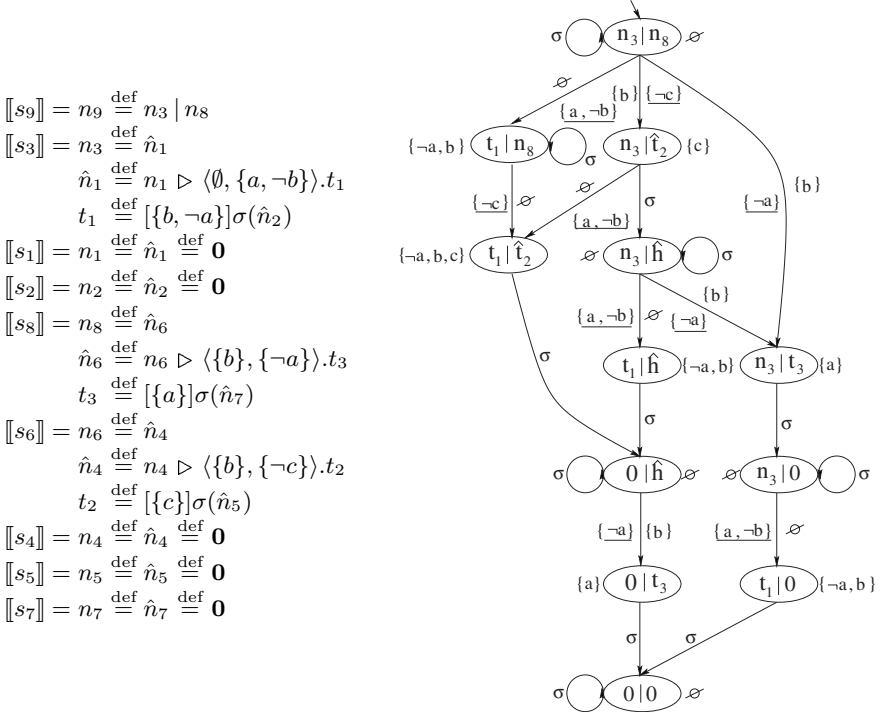 ⟦s₉⟧ = n₉ ≝ n₃ | n₈
⟦s₃⟧ = n₃ ≝ n̂₁
n̂₁ ≝ n₁ ▷ ⟨∅, {a, ¬b}⟩.t₁
t₁ ≝ [{b, ¬a}]σ(n̂₂)
⟦s₁⟧ = n₁ ≝ n̂₁ ≝ 0
⟦s₂⟧ = n₂ ≝ n̂₂ ≝ 0
⟦s₈⟧ = n₈ ≝ n̂₆
n̂₆ ≝ n₆ ▷ ⟨{b}, {¬a}⟩.t₃
t₃ ≝ [{a}]σ(n̂₇)
⟦s₆⟧ = n₆ ≝ n̂₄
n̂₄ ≝ n₄ ▷ ⟨{b}, {¬c}⟩.t₂
t₂ ≝ [{c}]σ(n̂₅)
⟦s₄⟧ = n₄ ≝ n̂₄ ≝ 0
⟦s₅⟧ = n₅ ≝ n̂₅ ≝ 0
⟦s₇⟧ = n₇ ≝ n̂₇ ≝ 0
σ n₃|n₈ ∅
∅
{a,¬b} {b} {¬c}
{¬a,b} t₁|n₈ σ n₃|t̂₂ {c}
{¬c} ∅ ∅
{a,¬b} σ
{¬a} {b}
{¬a,b,c} t₁|t̂₂ ∅ n₃|ĥ σ
{b}
{a,¬b} ∅ {¬a}
σ t₁|ĥ {¬a,b} n₃|t₃ {a}
σ σ
σ 0|ĥ ∅ ∅ n₃|0 σ
{¬a} {b} {a,¬b} ∅
{a} 0|t₃ t₁|0 {¬a,b}
σ σ
σ 0|0 ∅